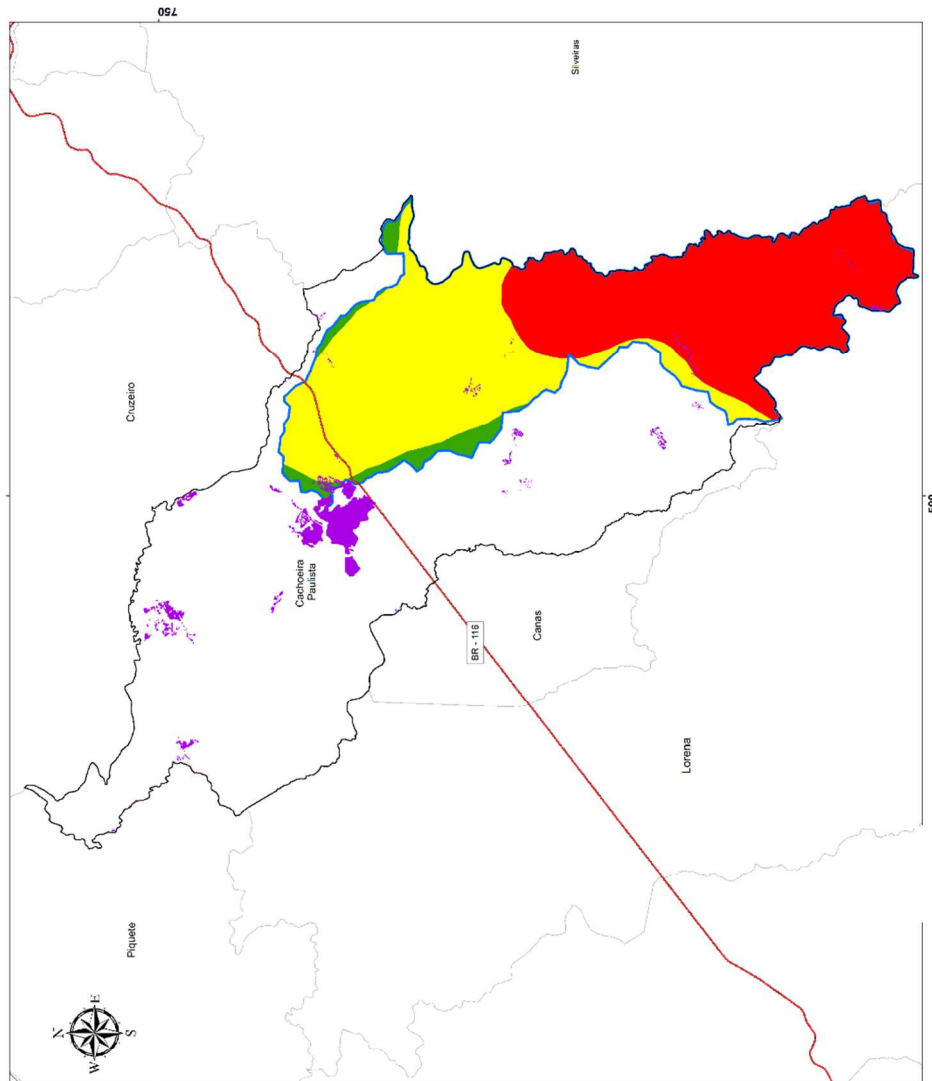 N
W E
S
Piquete
Cruzeiro
750
Cachoeira
Paulista
BR - 116
Canas
Silveiras
Lorena